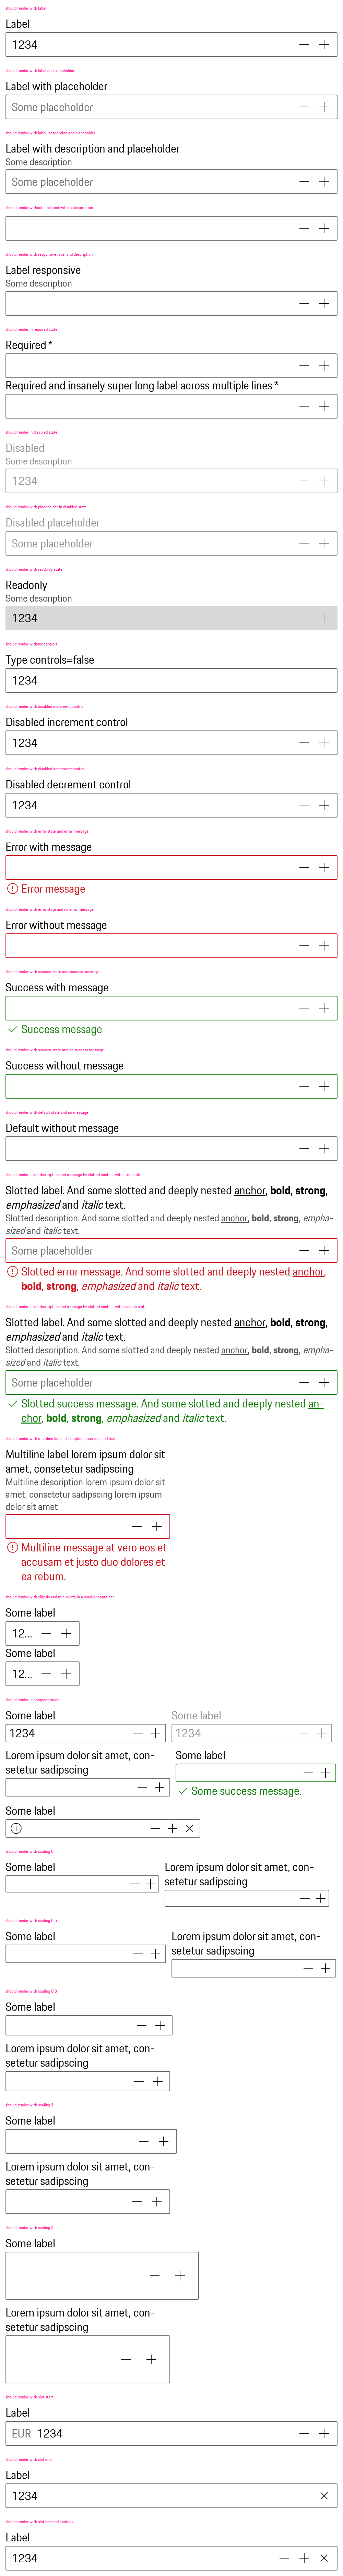 should render with label
Label
1234
should render with label and placeholder
Label with placeholder
Some placeholder
should render with label, description and placeholder
Label with description and placeholder
Some description
Some placeholder
should render without label and without description
should render with responsive label and description
Label responsive
Some description
should render in required state
Required *
Required and insanely super long label across multiple lines *
should render in disabled state
Disabled
Some description
1234
should render with placeholder in disabled state
Disabled placeholder
Some placeholder
should render with readonly state
Readonly
Some description
1234
should render without controls
Type controls=false
1234
should render with disabled increment control
Disabled increment control
1234
should render with disabled decrement control
Disabled decrement control
1234
should render with error state and error message
Error with message
Error message
should render with error state and no error message
Error without message
should render with success state and success message
Success with message
Success message
should render with success state and no success message
Success without message
should render with default state and no message
Default without message
should render label, description and message by slotted content with error state
Slotted label. And some slotted and deeply nested anchor, bold, strong,
emphasized and italic text.
Slotted description. And some slotted and deeply nested anchor, bold, strong, empha-
sized and italic text.
Some placeholder
Slotted error message. And some slotted and deeply nested anchor,
bold, strong, emphasized and italic text.
should render label, description and message by slotted content with success state
Slotted label. And some slotted and deeply nested anchor, bold, strong,
emphasized and italic text.
Slotted description. And some slotted and deeply nested anchor, bold, strong, empha-
sized and italic text.
Some placeholder
Slotted success message. And some slotted and deeply nested an-
chor, bold, strong, emphasized and italic text.
should render with multiline label, description, message and text
Multiline label lorem ipsum dolor sit
amet, consetetur sadipscing
Multiline description lorem ipsum dolor sit
amet, consetetur sadipscing lorem ipsum
dolor sit amet
Multiline message at vero eos et
accusam et justo duo dolores et
ea rebum.
should render with ellipsis and min-width in a smaller container
Some label
12...
Some label
12...
should render in compact mode
Some label
Some label
1234
1234
Lorem ipsum dolor sit amet, con-
setetur sadipscing
Some label
Some success message.
Some label
should render with scaling 0
Some label
Lorem ipsum dolor sit amet, con-
setetur sadipscing
should render with scaling 0.5
Some label
Lorem ipsum dolor sit amet, con-
setetur sadipscing
should render with scaling 0.8
Some label
Lorem ipsum dolor sit amet, con-
setetur sadipscing
should render with scaling 1
Some label
Lorem ipsum dolor sit amet, con-
setetur sadipscing
should render with scaling 2
Some label
Lorem ipsum dolor sit amet, con-
setetur sadipscing
should render with slot start
Label
EUR 1234
should render with slot end
Label
1234
should render with slot end and controls
Label
1234